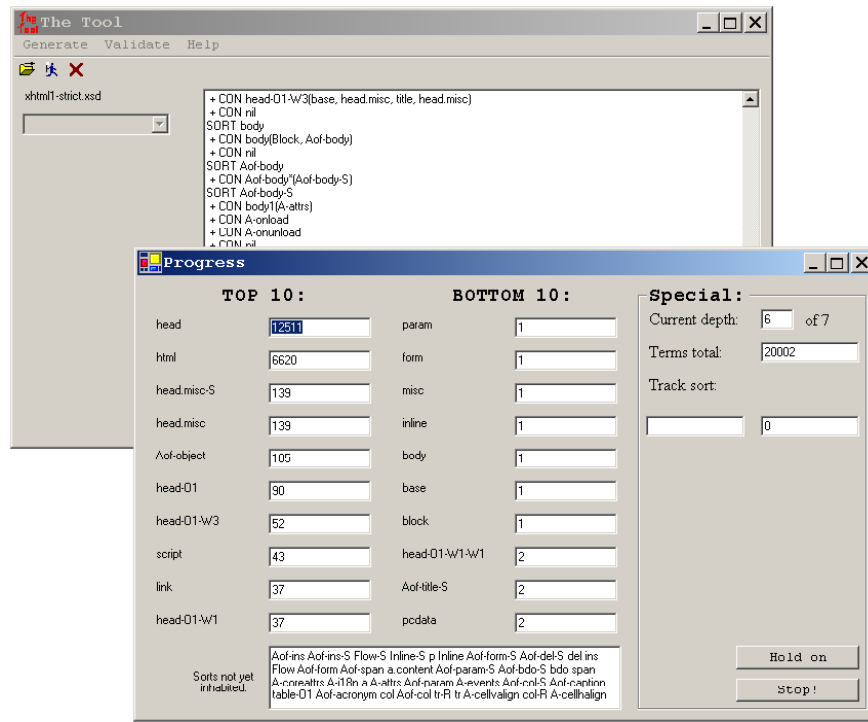 The Tool
Generate Validate Help
xhtml1-strict.xsd
+ CON head-01-W3(base, head.misc, title, head.misc)
+ CON nil
SORT body
+ CON body(Block, Aof-body)
+ CON nil
SORT Aof-body
+ CON Aof-body*(Aof-body-S)
SORT Aof-body-S
+ CON body1(A-attrs)
+ CON A-onload
+ CON A-onunload
+ CON nil
Progress
TOP 10: BOTTOM 10: Special:
head 12511 param 1 Current depth: 6 of 7
html 6620 form 1 Terms total: 20002
head.misc-S 139 misc 1 Track sort:
head.misc 139 inline 1 0
Aof-object 105 body 1
head-01 90 base 1
head-01-W3 52 block 1
script 43 head-01-W1-W1 2
link 37 Aof-title-S 2
head-01-W1 37 pcdata 2
Sorts not yet
inhabited.
Aof-ins Aof-ins-S Flow-S Inline-S p Inline Aof-form-S Aof-del-S del ins
Flow Aof-form Aof-span a.content Aof-param-S Aof-bdo-S bdo span
A-coreattrs A-i18n a A-attrs Aof-param A-events Aof-col-S Aof-caption
table-01 Aof-acronym col Aof-col tr-R tr A-cellvalign col-R A-cellhalign
Hold on
Stop!